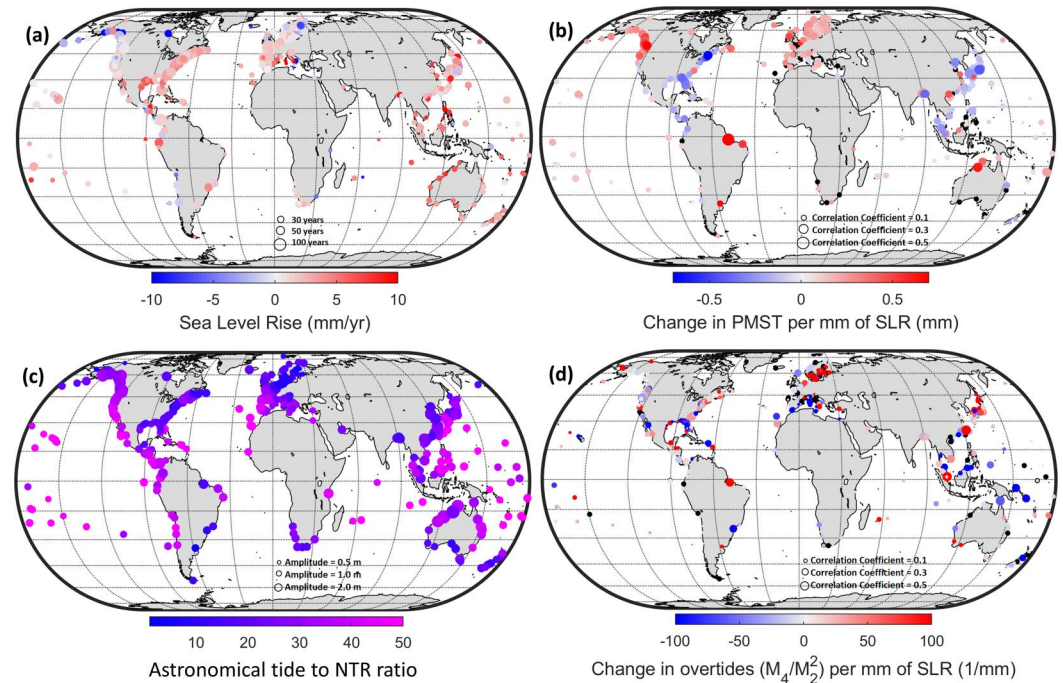 (a)
30 years
50 years
100 years
-10 -5 0 5 10
Sea Level Rise (mm/yr)
(b)
Correlation Coefficient = 0.1
Correlation Coefficient = 0.3
Correlation Coefficient = 0.5
-0.5 0 0.5
Change in PMST per mm of SLR (mm)
(c)
Amplitude = 0.5 m
Amplitude = 1.0 m
Amplitude = 2.0 m
10 20 30 40 50
Astronomical tide to NTR ratio
(d)
Correlation Coefficient = 0.1
Correlation Coefficient = 0.3
Correlation Coefficient = 0.5
-100 -50 0 50 100
Change in overtides (M₄/M₂²) per mm of SLR (1/mm)